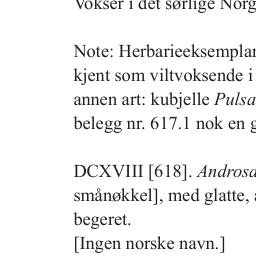 Vokser i det sørlige Norg
Note: Herbarieeksemplar
kjent som viltvoksende i
annen art: kubjelle Pulsa
belegg nr. 617.1 nok en g
DCXVIII [618]. Androsa
smånøkkel], med glatte, a
begeret.
[Ingen norske navn.]